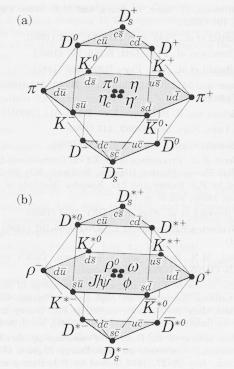 (a)
D_s^+
cs̄
D^0 cū cd̄ D^+
K^0 K^+
ds̄ π^0 η us̄
π^- dū η_c η′ ud̄ π^+
sū sd̄
K^- K̄^0
D^- dc̄ uc̄ D̄^0
sc̄
D_s^-
(b)
D_s^{*+}
cs̄
D^{*0} cū cd̄ D^{*+}
K^{*0} K^{*+}
ds̄ ρ^0 ω us̄
ρ^- dū J/ψ φ ud̄ ρ^+
sū sd̄
K^{*-} K̄^{*0}
D^{*-} dc̄ uc̄ D̄^{*0}
sc̄
D_s^{*-}